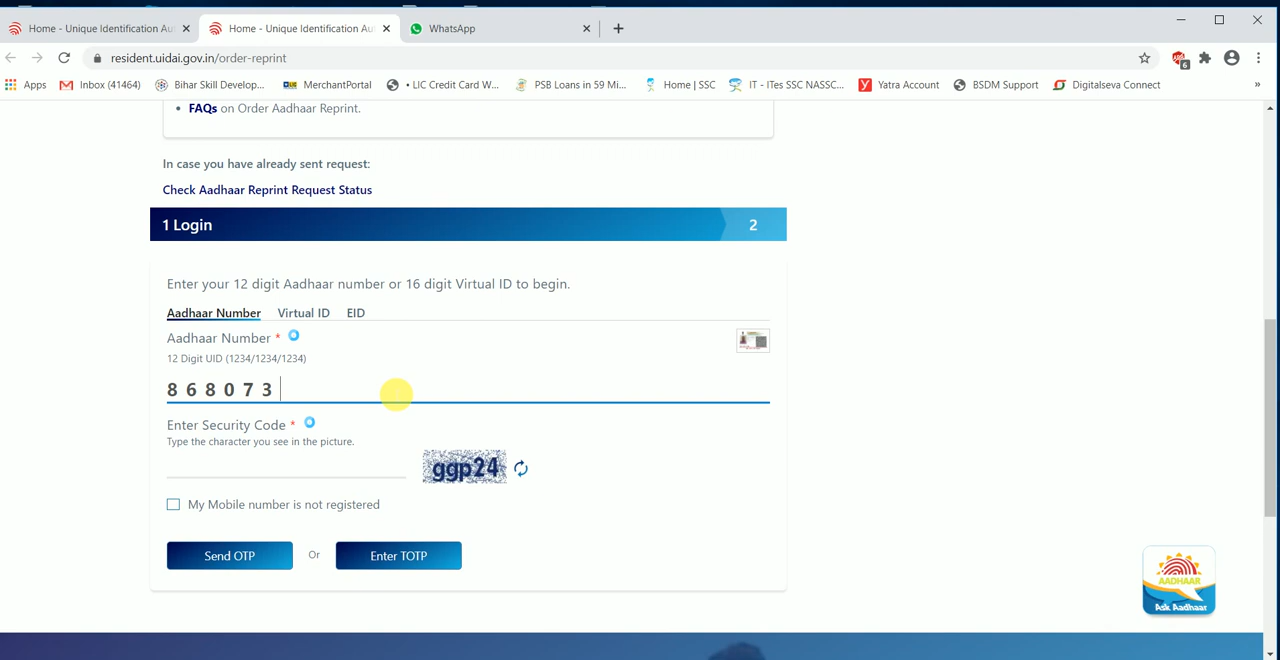 Home - Unique Identification Au
Home - Unique Identification Au
WhatsApp
resident.uidai.gov.in/order-reprint
Apps
Inbox (41464)
Bihar Skill Develop...
MerchantPortal
LIC Credit Card W...
PSB Loans in 59 Mi...
Home | SSC
IT - ITes SSC NASSC...
Yatra Account
BSDM Support
Digitalseva Connect
»
• FAQs on Order Aadhaar Reprint.
In case you have already sent request:
Check Aadhaar Reprint Request Status
1 Login
2
Enter your 12 digit Aadhaar number or 16 digit Virtual ID to begin.
Aadhaar Number
Virtual ID
EID
Aadhaar Number *
12 Digit UID (1234/1234/1234)
8 6 8 0 7 3
Enter Security Code *
Type the character you see in the picture.
ggp24
My Mobile number is not registered
Send OTP
Or
Enter TOTP
AADHAAR
Ask Aadhaar